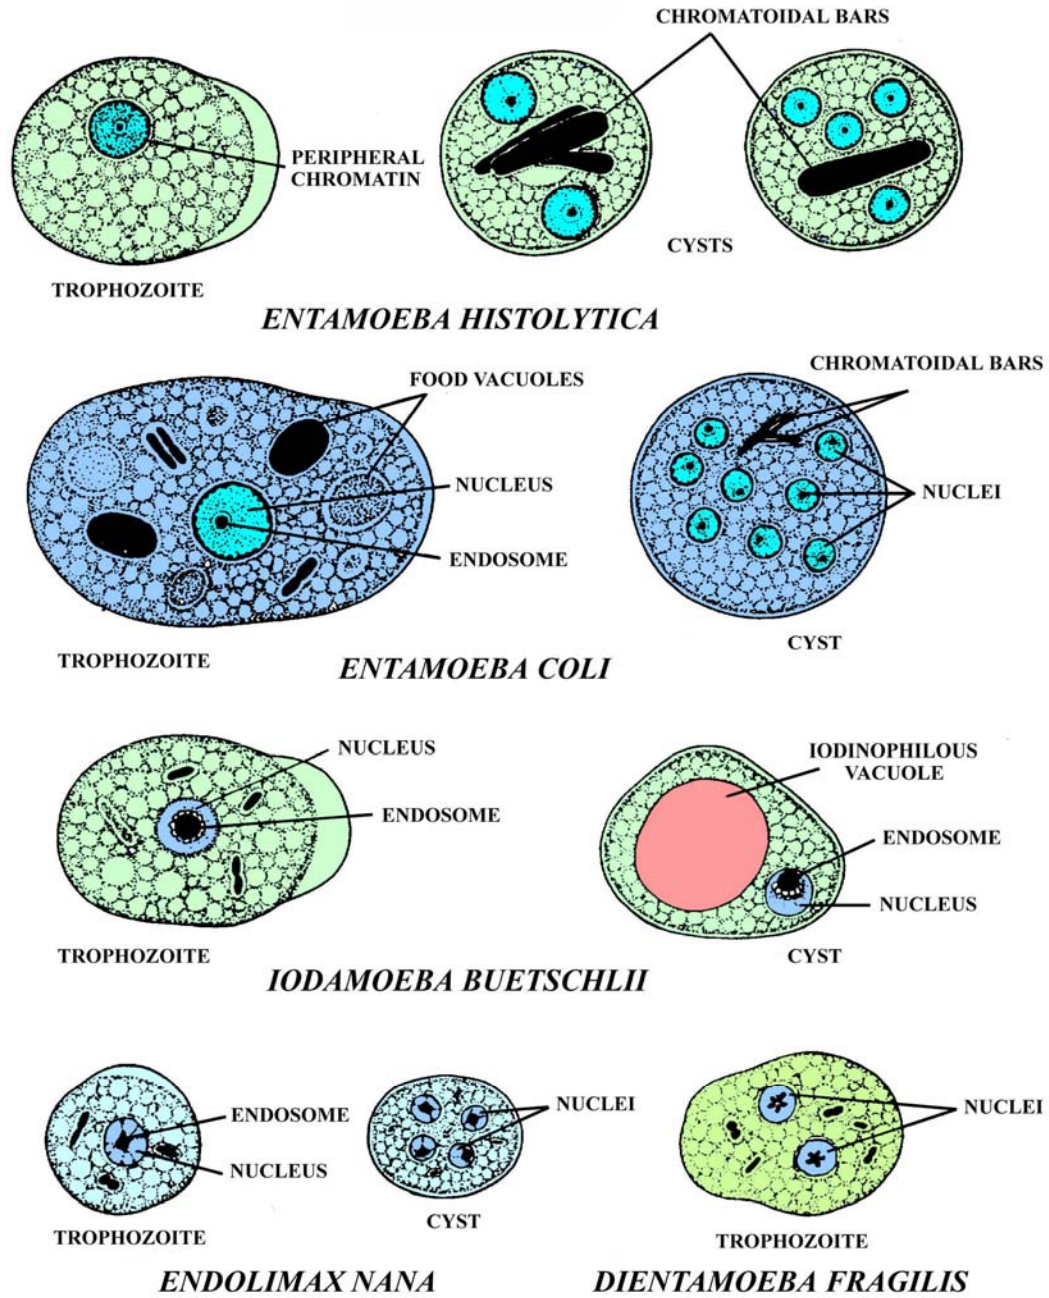 CHROMATOIDAL BARS
PERIPHERAL
CHROMATIN
CYSTS
TROPHOZOITE
ENTAMOEBA HISTOLYTICA
CHROMATOIDAL BARS
FOOD VACUOLES
NUCLEUS
NUCLEI
ENDOSOME
CYST
TROPHOZOITE
ENTAMOEBA COLI
NUCLEUS
IODINOPHILOUS
VACUOLE
ENDOSOME
ENDOSOME
NUCLEUS
TROPHOZOITE
CYST
IODAMOEBA BUETSCHLII
ENDOSOME
NUCLEI
NUCLEI
NUCLEUS
CYST
TROPHOZOITE
TROPHOZOITE
ENDOLIMAX NANA
DIENTAMOEBA FRAGILIS